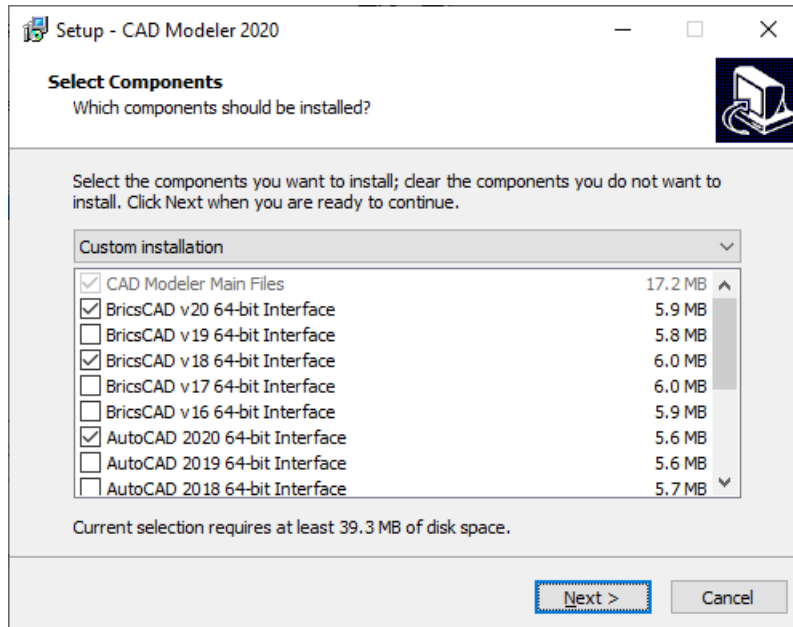 Setup - CAD Modeler 2020
Select Components
Which components should be installed?
Select the components you want to install; clear the components you do not want to
install. Click Next when you are ready to continue.
Custom installation
CAD Modeler Main Files 17.2 MB
BricsCAD v20 64-bit Interface 5.9 MB
BricsCAD v19 64-bit Interface 5.8 MB
BricsCAD v18 64-bit Interface 6.0 MB
BricsCAD v17 64-bit Interface 6.0 MB
BricsCAD v16 64-bit Interface 5.9 MB
AutoCAD 2020 64-bit Interface 5.6 MB
AutoCAD 2019 64-bit Interface 5.6 MB
AutoCAD 2018 64-bit Interface 5.7 MB
Current selection requires at least 39.3 MB of disk space.
Next > Cancel